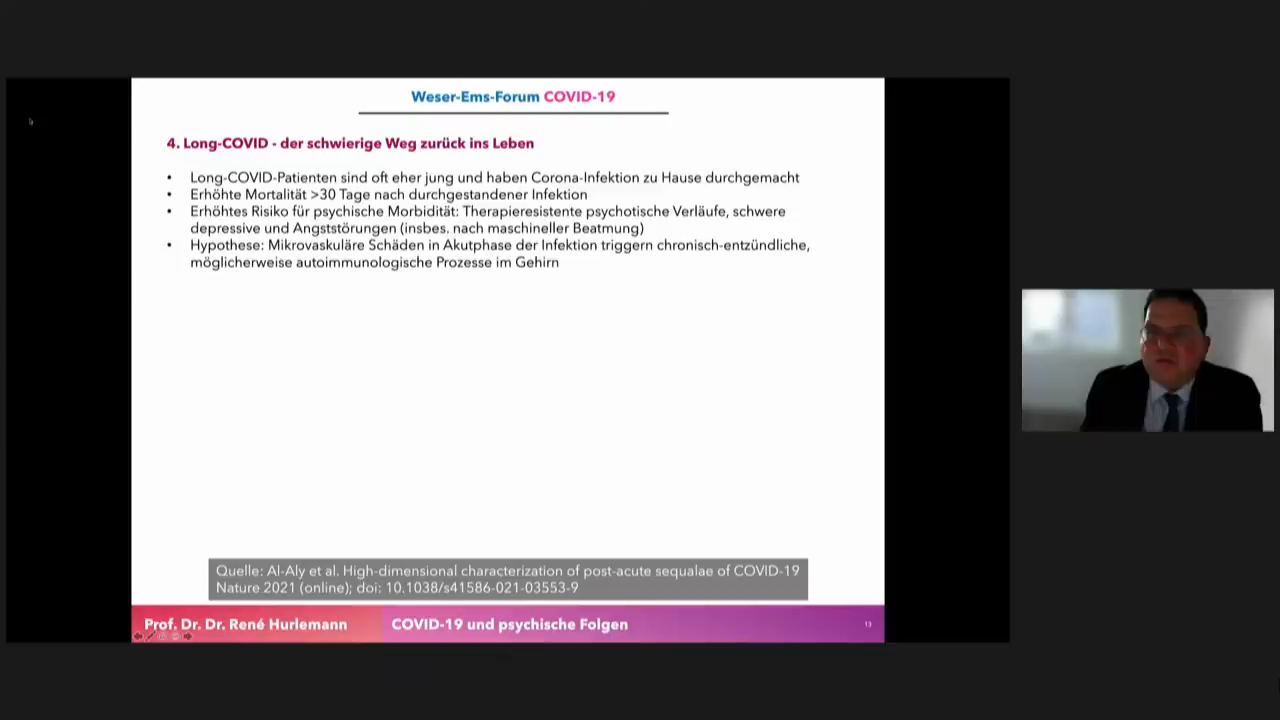 Weser-Ems-Forum COVID-19
4. Long-COVID - der schwierige Weg zurück ins Leben
• Long-COVID-Patienten sind oft eher jung und haben Corona-Infektion zu Hause durchgemacht
• Erhöhte Mortalität >30 Tage nach durchgestandener Infektion
• Erhöhtes Risiko für psychische Morbidität: Therapieresistente psychotische Verläufe, schwere
depressive und Angststörungen (insbes. nach maschineller Beatmung)
• Hypothese: Mikrovaskuläre Schäden in Akutphase der Infektion triggern chronisch-entzündliche,
möglicherweise autoimmunologische Prozesse im Gehirn
Quelle: Al-Aly et al. High-dimensional characterization of post-acute sequalae of COVID-19
Nature 2021 (online); doi: 10.1038/s41586-021-03553-9
Prof. Dr. Dr. René Hurlemann COVID-19 und psychische Folgen 13